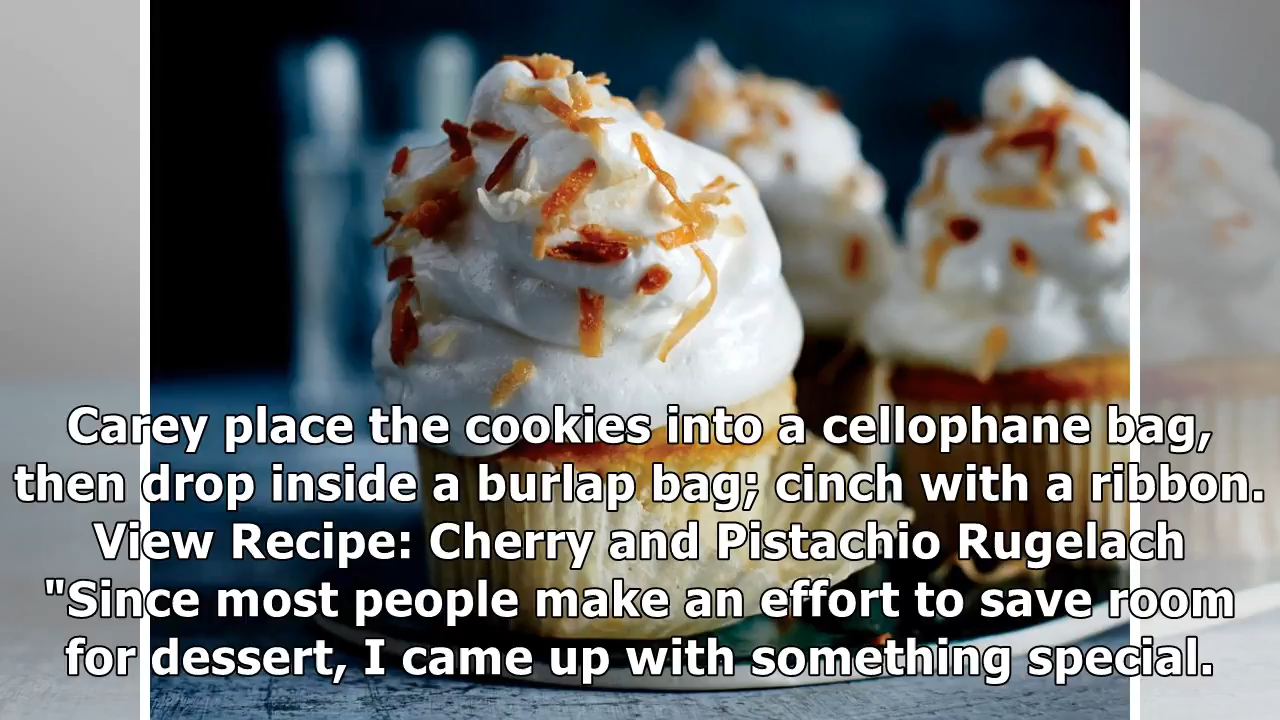 Carey place the cookies into a cellophane bag,
then drop inside a burlap bag; cinch with a ribbon.
View Recipe: Cherry and Pistachio Rugelach
"Since most people make an effort to save room
for dessert, I came up with something special.